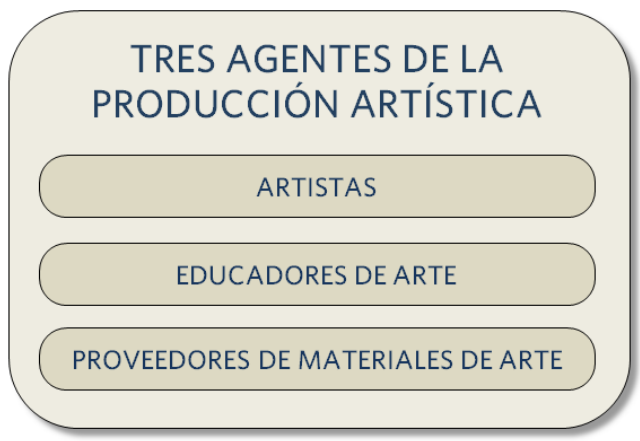 TRES AGENTES DE LA
PRODUCCIÓN ARTÍSTICA
ARTISTAS
EDUCADORES DE ARTE
PROVEEDORES DE MATERIALES DE ARTE